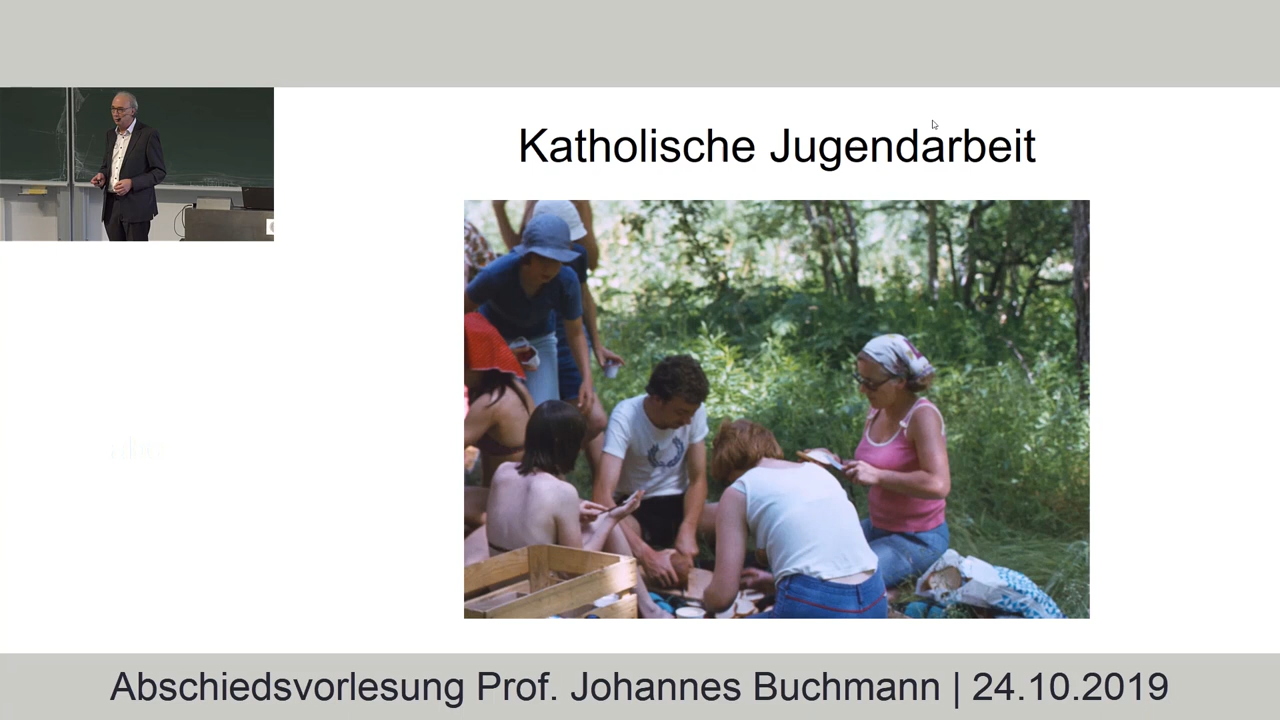 Katholische Jugendarbeit
Abschiedsvorlesung Prof. Johannes Buchmann | 24.10.2019